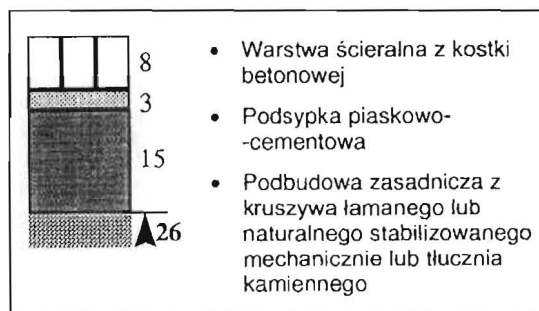 8
3
15
26
• Warstwa ścieralna z kostki
betonowej
• Podsypka piaskowo-
-cementowa
• Podbudowa zasadnicza z
kruszywa łamanego lub
naturalnego stabilizowanego
mechanicznie lub tłucznia
kamiennego